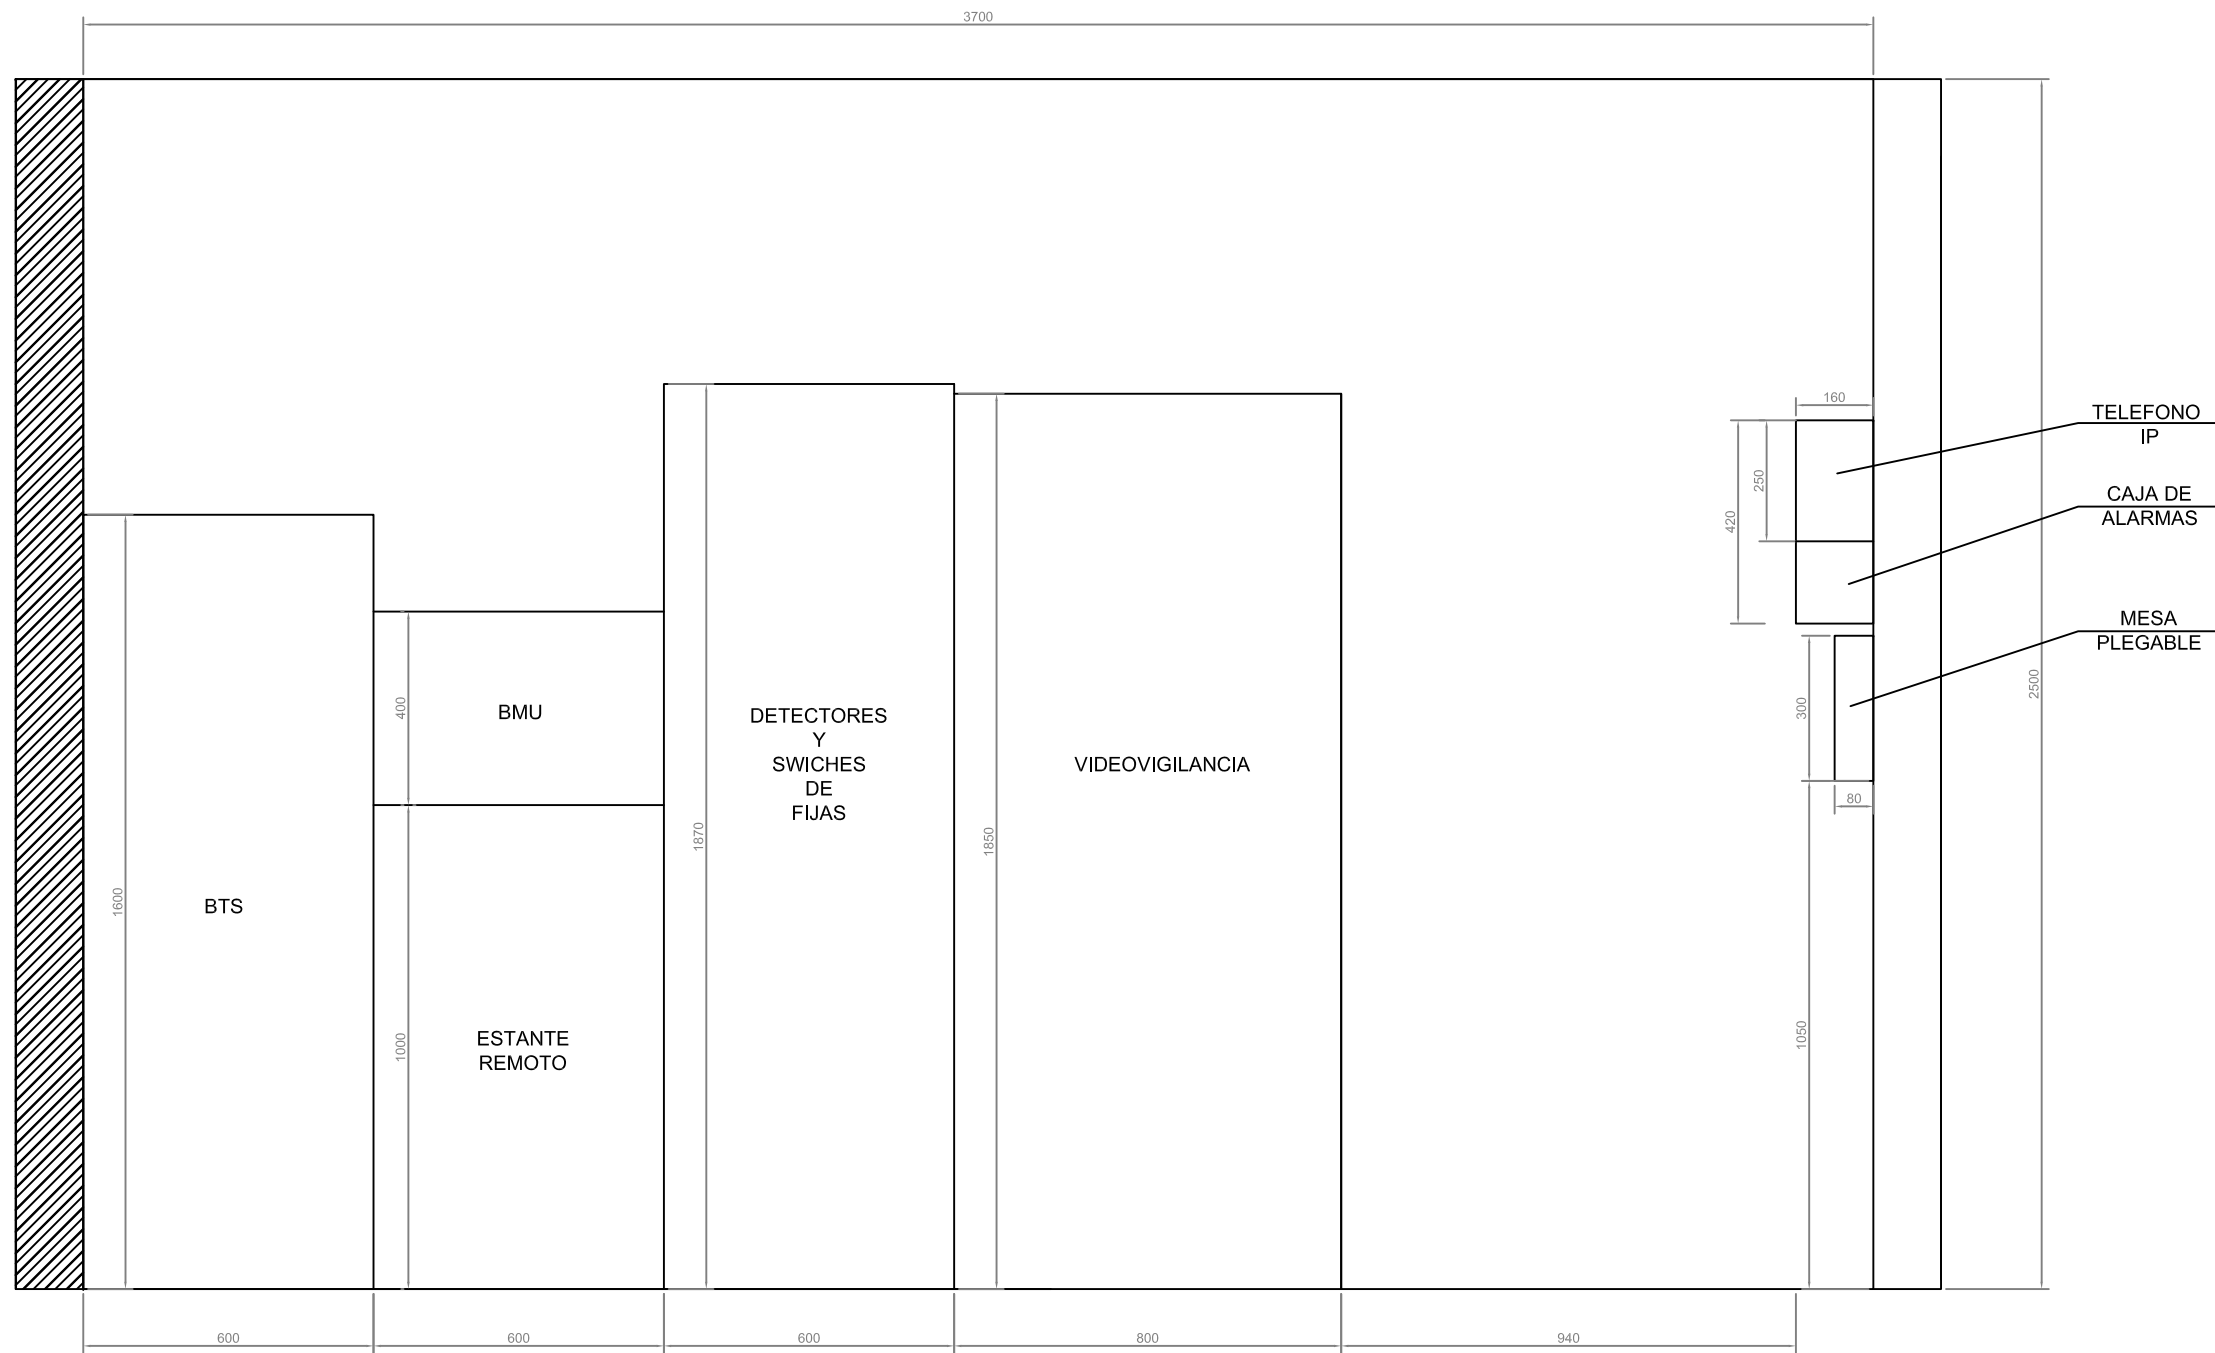 3700
160
TELEFONO
IP
250
420
CAJA DE
ALARMAS
MESA
PLEGABLE
2500
300
400
BMU
DETECTORES
Y
SWICHES
DE
FIJAS
VIDEOVIGILANCIA
80
1870
1850
1600
BTS
1000
ESTANTE
REMOTO
1050
600
600
600
800
940